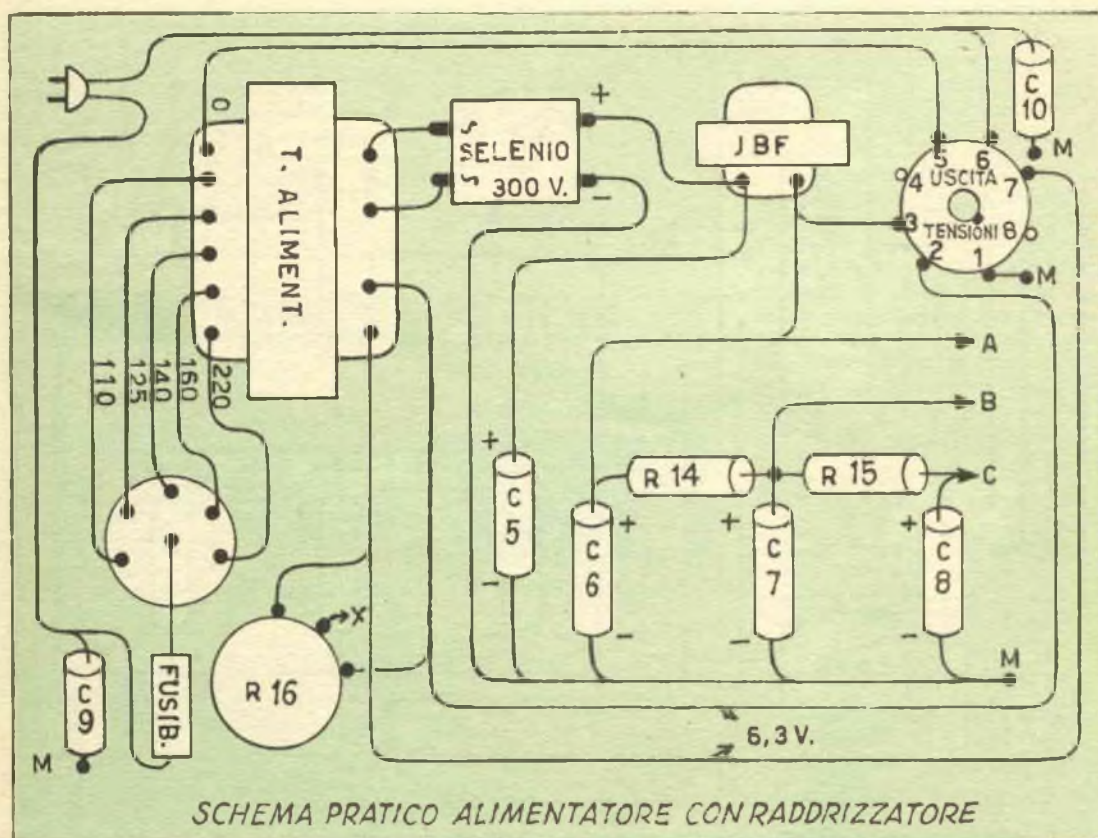 C 10
M
0
T. ALIMENT.
SELENIO
300 V.
+
-
JBF
5
6
4
USCITA
7
3
TENSIONI
8
2
1
M
110
125
140
160
220
A
B
C
R 14
R 15
+
C 5
-
+
C 6
-
+
C 7
-
+
C 8
-
M
X
R 16
C 9
M
FUSIB.
6,3 V.
SCHEMA PRATICO ALIMENTATORE CON RADDRIZZATORE